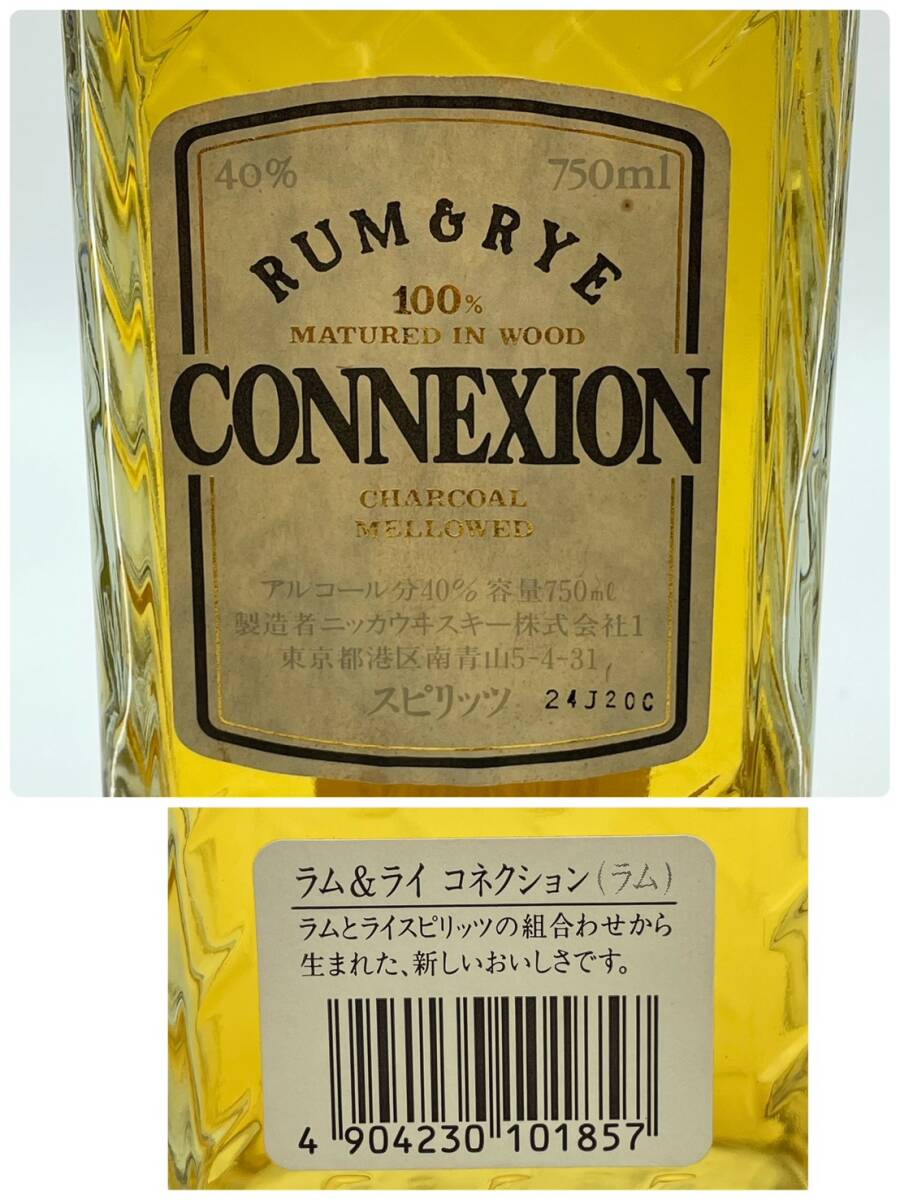 40% 750ml
RUM & RYE
100%
MATURED IN WOOD
CONNEXION
CHARCOAL
MELLOWED
アルコール分40% 容量750ml
製造者ニッカウヰスキー株式会社1
東京都港区南青山5-4-31
スピリッツ 24J20C
ラム&ライ コネクション(ラム)
ラムとライスピリッツの組合わせから
生まれた、新しいおいしさです。
4 904230 101857